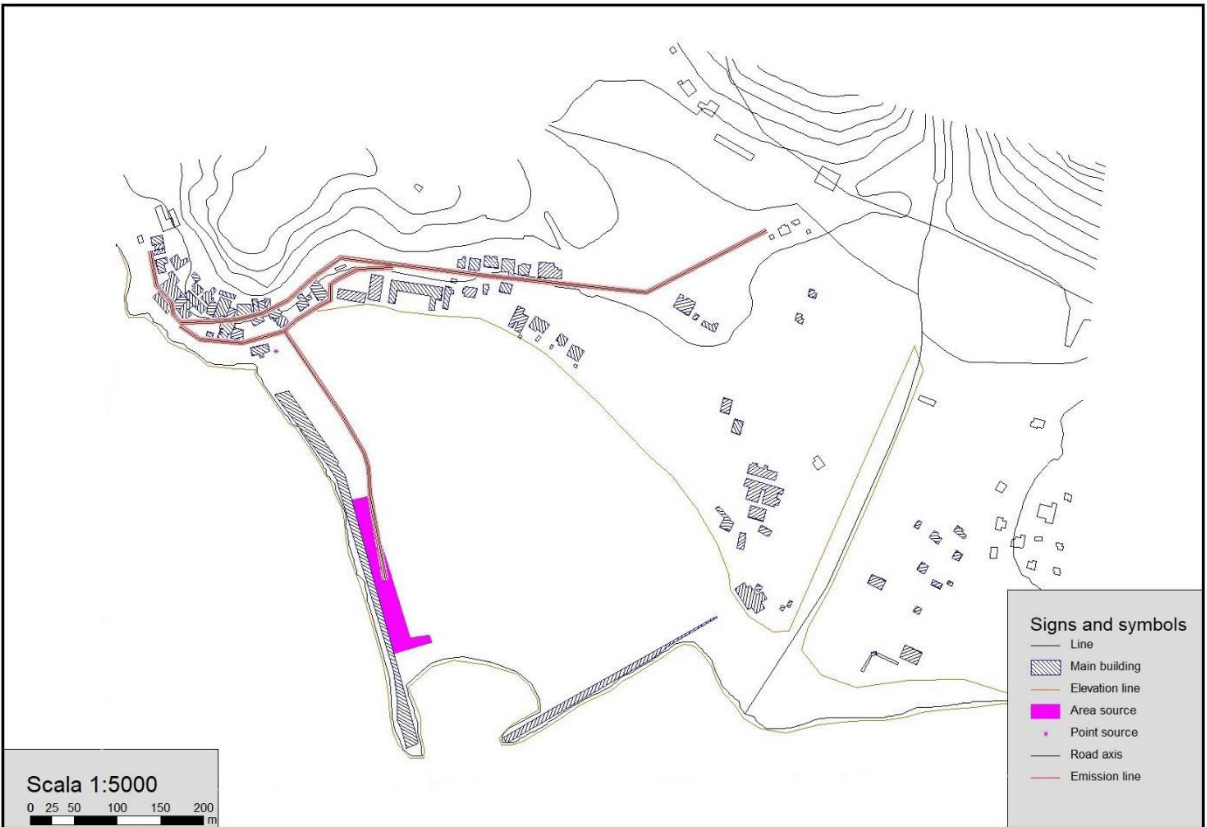 Signs and symbols
Line
Main building
Elevation line
Area source
Point source
Road axis
Emission line
Scala 1:5000
0 25 50 100 150 200
m